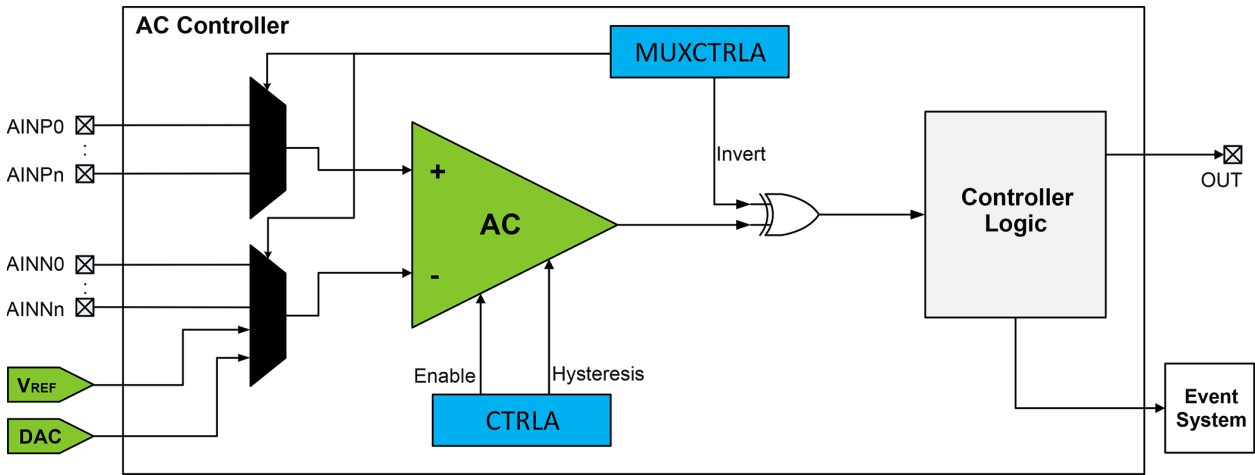 AC Controller
MUXCTRLA
AINP0
:
AINPn
Invert
+
AC
-
Controller
Logic
OUT
AINN0
:
AINNn
VREF
DAC
Enable
Hysteresis
CTRLA
Event
System